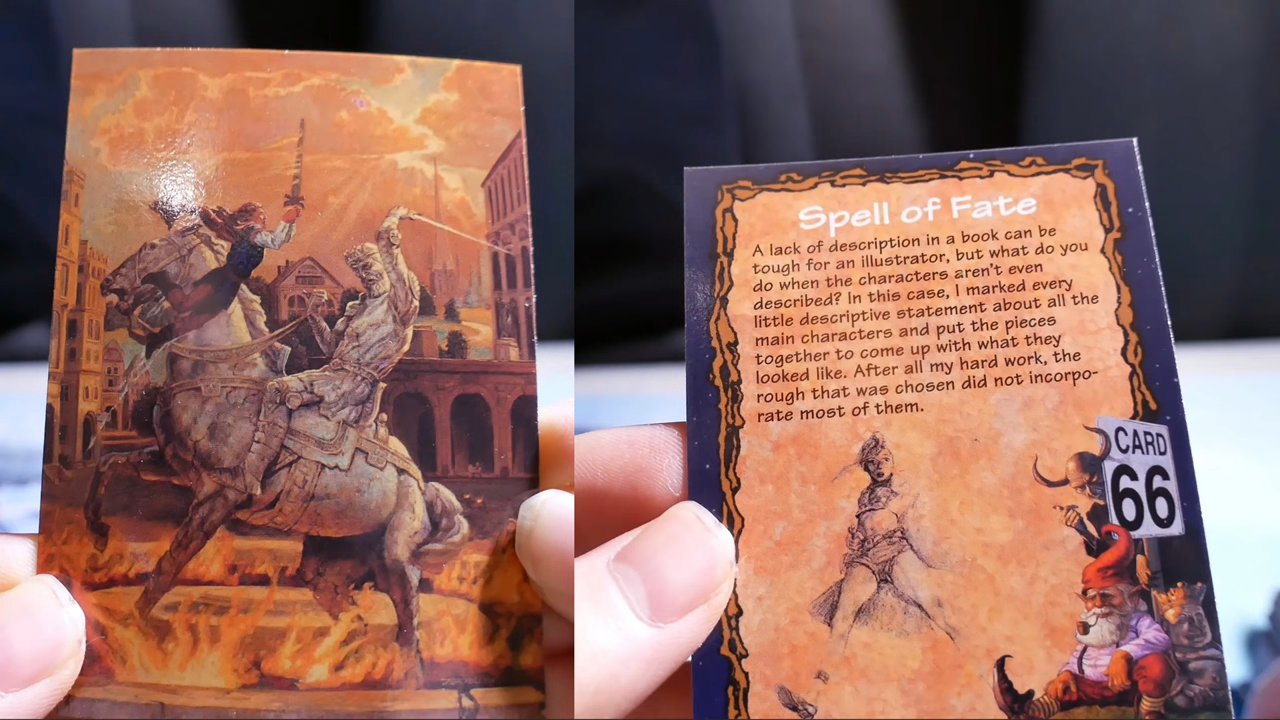 Spell of Fate
A lack of description in a book can be
tough for an illustrator, but what do you
do when the characters aren't even
described? In this case, I marked every
little descriptive statement about all the
main characters and put the pieces
together to come up with what they
looked like. After all my hard work, the
rough that was chosen did not incorpo-
rate most of them.
CARD
66